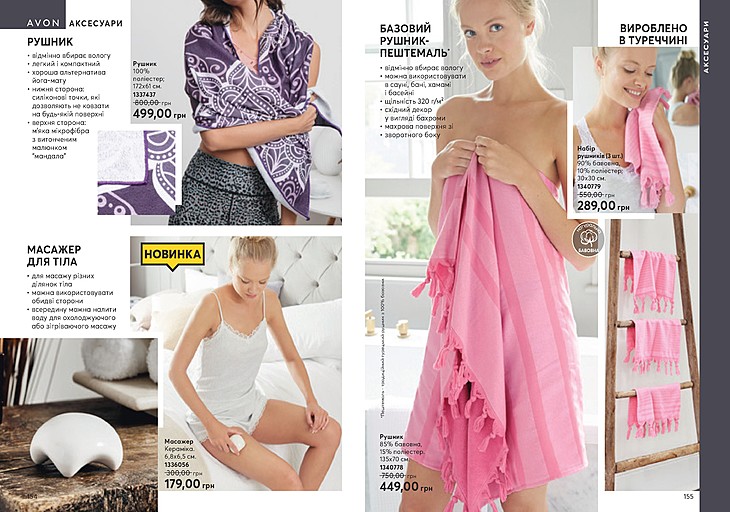 AVON АКСЕСУАРИ
РУШНИК
• відмінно вбирає вологу
• легкий і компактний
• хороша альтернатива
йога-мату
• нижня сторона:
силіконові точки, які
дозволяють не ковзати
на будь-якій поверхні
• верхня сторона:
м'яка мікрофібра
з витонченим
малюнком
"мандала"
Рушник
100%
поліестер;
172х61 см.
1337437
800,00 грн
499,00 грн
МАСАЖЕР
ДЛЯ ТІЛА
• для масажу різних
ділянок тіла
• можна використовувати
обидві сторони
• всередину можна налити
воду для охолоджуючого
або зігріваючого масажу
НОВИНКА
Масажер
Кераміка.
6,8х6,5 см.
1336056
300,00 грн
179,00 грн
154
БАЗОВИЙ
РУШНИК-
ПЕШТЕМАЛЬ*
• відмінно вбирає вологу
• можна використовувати
в сауні, бані, хамамі
і басейні
• щільність 320 г/м²
• східний декор
у вигляді бахроми
• махрова поверхня зі
• зворотного боку
ВИРОБЛЕНО
В ТУРЕЧЧИНІ
АКСЕСУАРИ
Набір
рушників (3 шт.)
90% бавовна,
10% поліестер;
30х30 см.
1340779
550,00 грн
289,00 грн
БАВОВНА
*Пештемаль - традиційний турецький рушник з 100% бавовни
Рушник
85% бавовна,
15% поліестер.
135х70 см.
1340778
750,00 грн
449,00 грн
155